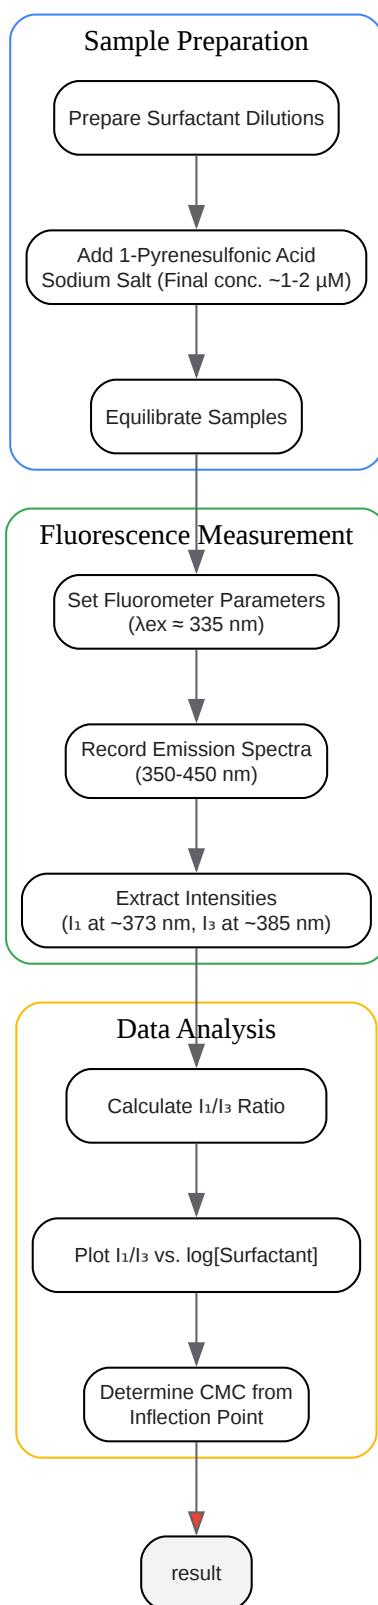 Sample Preparation
Prepare Surfactant Dilutions
Add 1-Pyrenesulfonic Acid
Sodium Salt (Final conc. ~1-2 µM)
Equilibrate Samples
Fluorescence Measurement
Set Fluorometer Parameters
(λex ≈ 335 nm)
Record Emission Spectra
(350-450 nm)
Extract Intensities
(I₁ at ~373 nm, I₃ at ~385 nm)
Data Analysis
Calculate I₁/I₃ Ratio
Plot I₁/I₃ vs. log[Surfactant]
Determine CMC from
Inflection Point
result